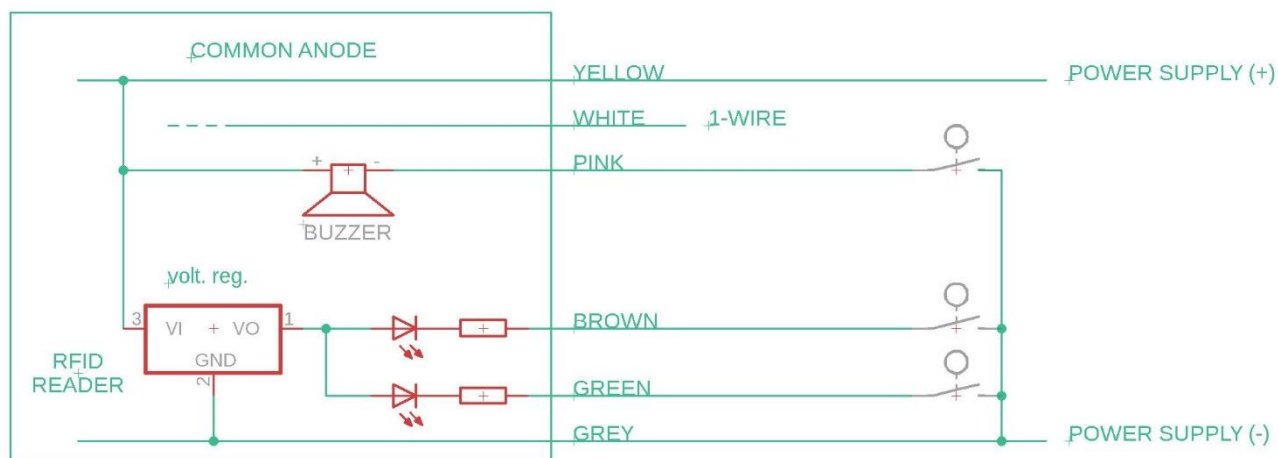 COMMON ANODE
YELLOW
POWER SUPPLY (+)
WHITE
1-WIRE
PINK
+
-
BUZZER
volt. reg.
3
VI
VO
1
GND
2
BROWN
RFID
READER
GREEN
GREY
POWER SUPPLY (-)